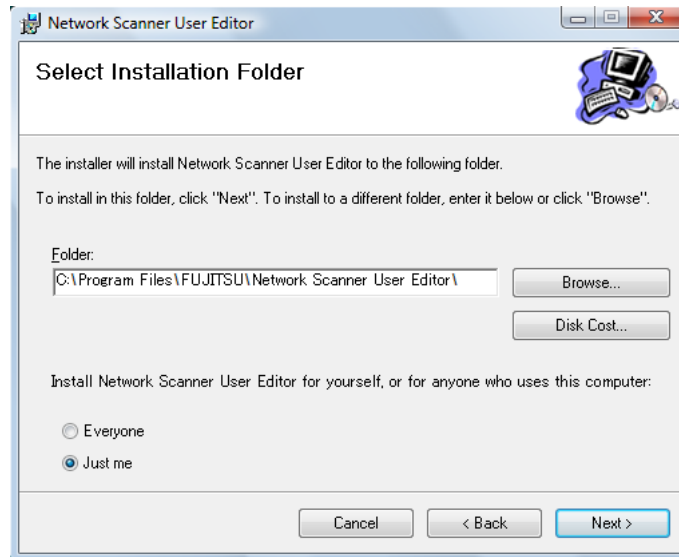 Network Scanner User Editor
Select Installation Folder
The installer will install Network Scanner User Editor to the following folder.
To install in this folder, click "Next". To install to a different folder, enter it below or click "Browse".
Folder:
C:\Program Files\FUJITSU\Network Scanner User Editor\
Browse...
Disk Cost...
Install Network Scanner User Editor for yourself, or for anyone who uses this computer:
Everyone
Just me
Cancel
< Back
Next >